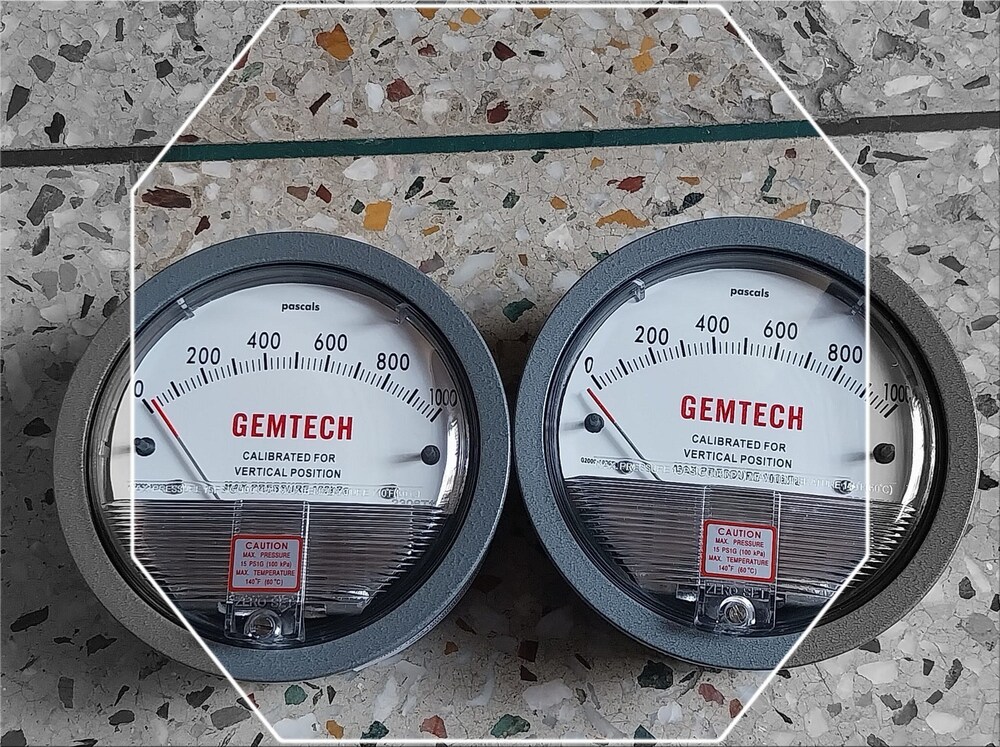 pascals
0 200 400 600 800 1000
GEMTECH
CALIBRATED FOR
VERTICAL POSITION
CAUTION
MAX. PRESSURE
15 PSIG (100 kPa)
MAX. TEMPERATURE
140°F (60°C)
ZERO SET
pascals
0 200 400 600 800 1000
GEMTECH
CALIBRATED FOR
VERTICAL POSITION
CAUTION
MAX. PRESSURE
15 PSIG (100 kPa)
MAX. TEMPERATURE
140°F (60°C)
ZERO SET